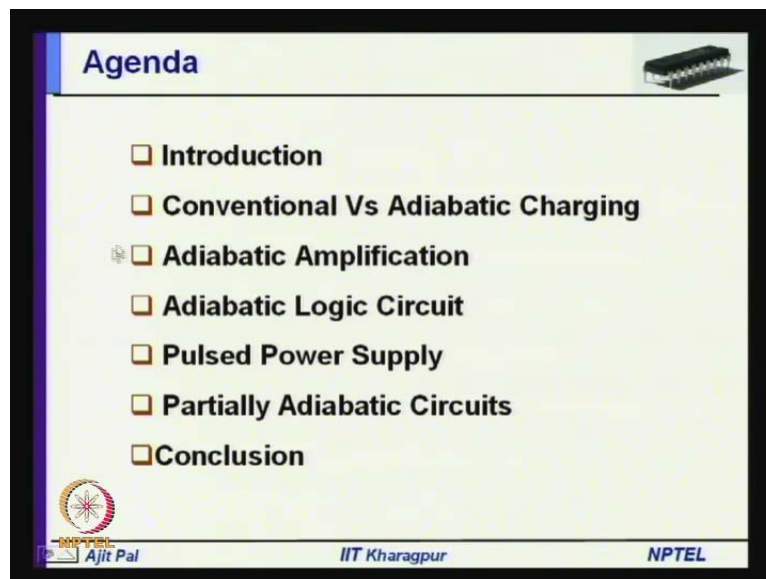 Agenda
Introduction
Conventional Vs Adiabatic Charging
Adiabatic Amplification
Adiabatic Logic Circuit
Pulsed Power Supply
Partially Adiabatic Circuits
Conclusion
NPTEL
Ajit Pal IIT Kharagpur NPTEL